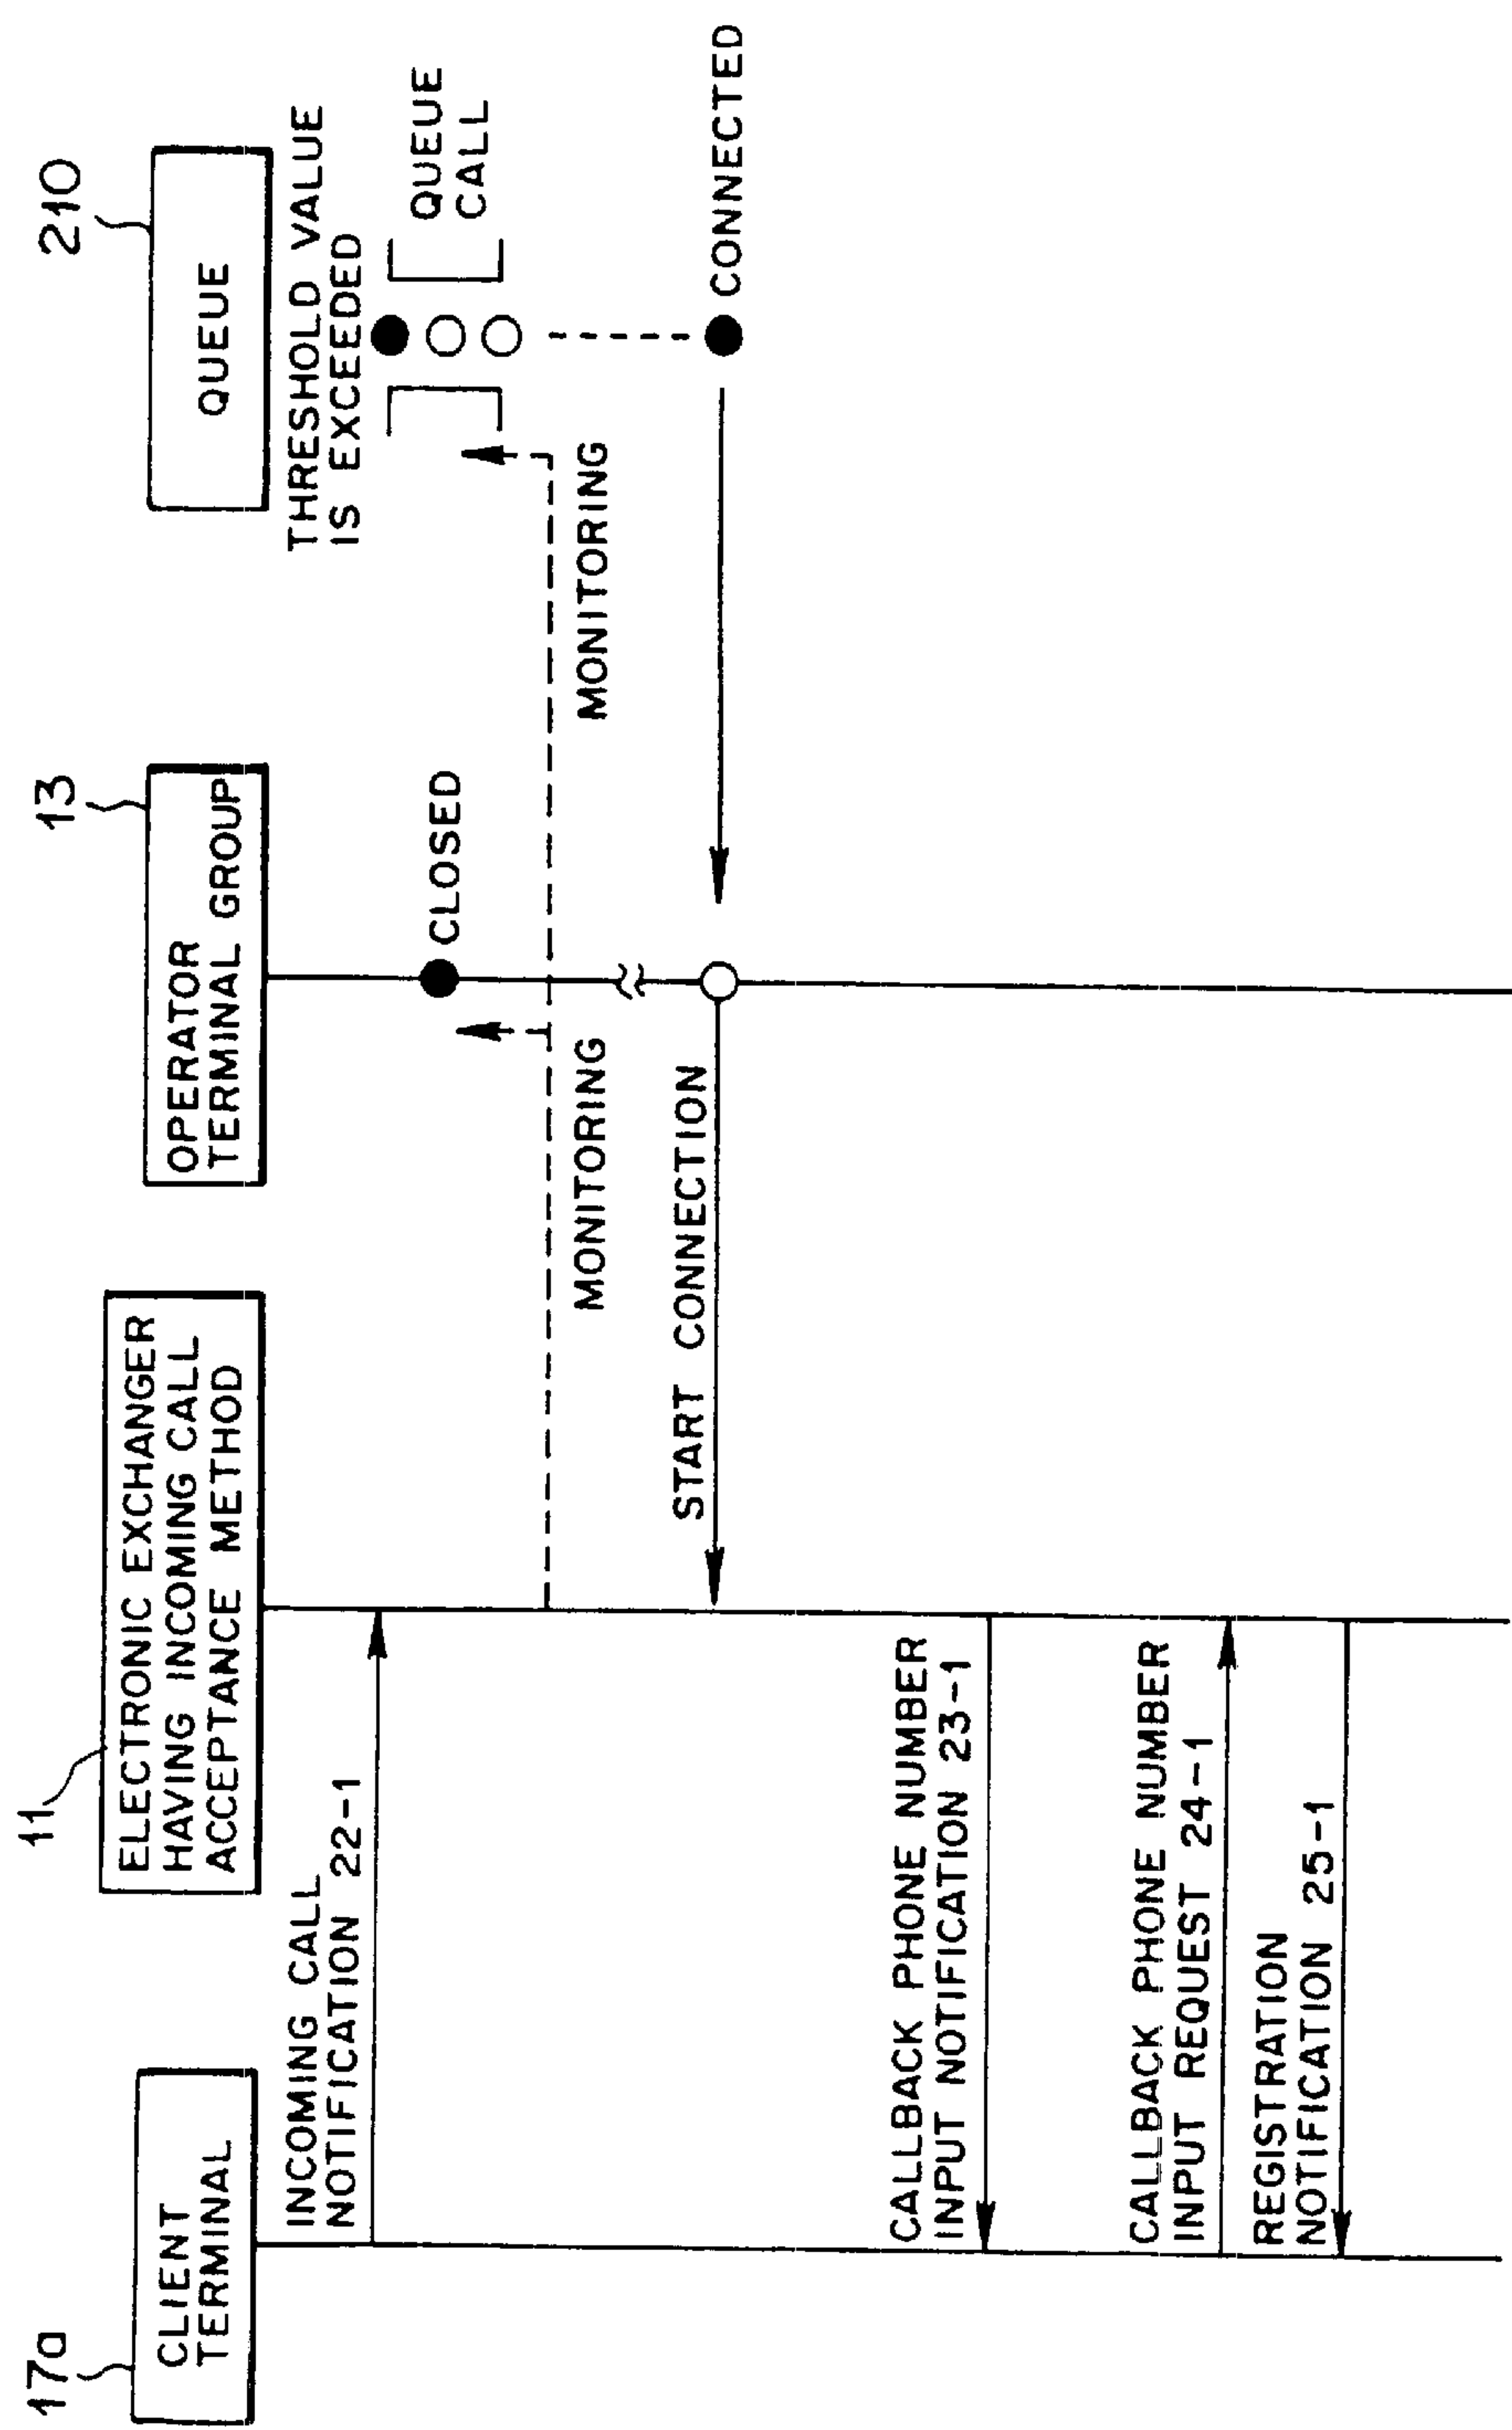 17a
CLIENT
TERMINAL
11
ELECTRONIC EXCHANGER
HAVING INCOMING CALL
ACCEPTANCE METHOD
13
OPERATOR
TERMINAL GROUP
210
QUEUE
THRESHOLD VALUE
IS EXCEEDED
QUEUE
CALL
INCOMING CALL
NOTIFICATION 22-1
CLOSED
MONITORING
MONITORING
START CONNECTION
CONNECTED
CALLBACK PHONE NUMBER
INPUT NOTIFICATION 23-1
CALLBACK PHONE NUMBER
INPUT REQUEST 24-1
REGISTRATION
NOTIFICATION 25-1